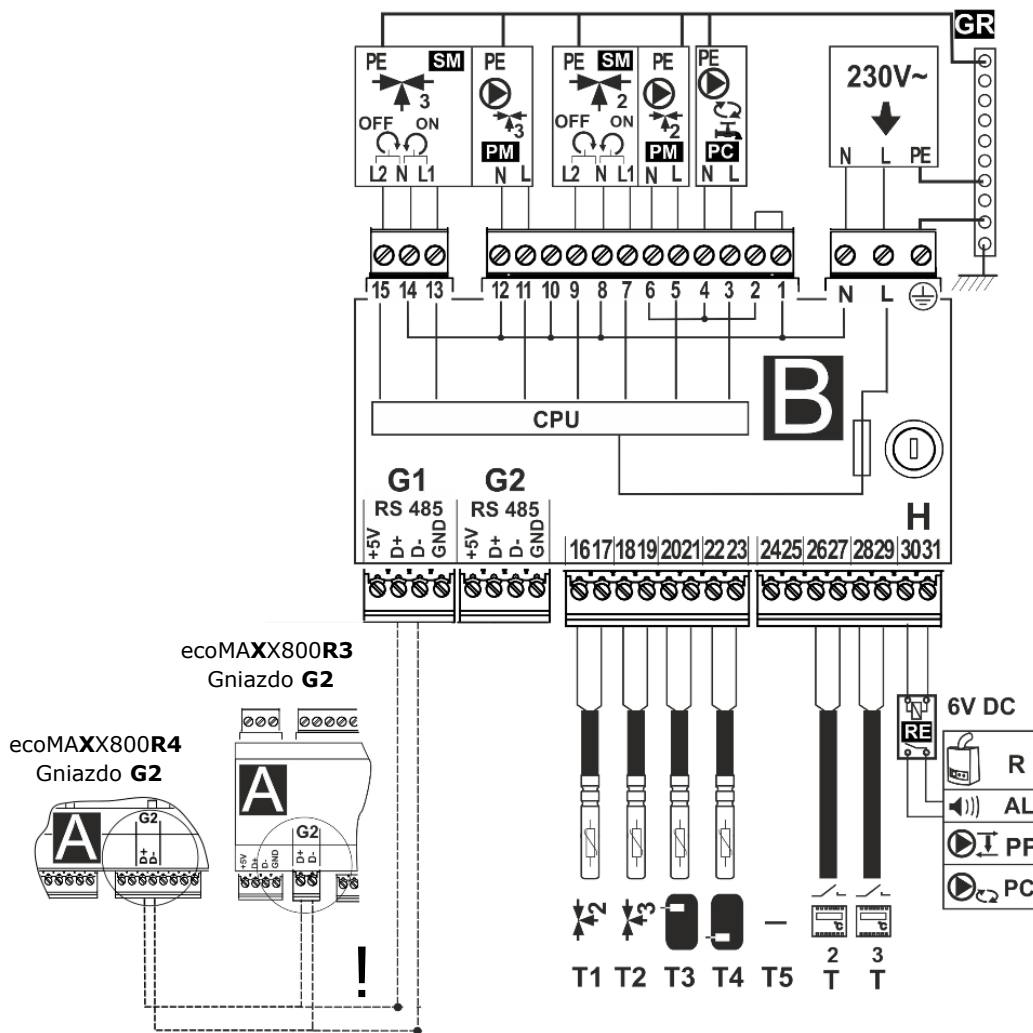 GR
PE SM PE PE SM PE PE
230V~
3 3 2 2
OFF ON OFF ON
PM PM PC
L2 N L1 N L L2 N L1 N L N L N L PE
15 14 13 12 11 10 9 8 7 6 5 4 3 2 1 N L
B
CPU
G1 G2
RS 485 RS 485
H
+5V D+ D- GND +5V D+ D- GND
16 17 18 19 20 21 22 23 24 25 26 27 28 29 30 31
ecoMAXX800R3
Gniazdo G2
ecoMAXX800R4
Gniazdo G2
A
G2
+5V D+ D- GND D+ D-
A
G2
D+ D-
!
6V DC
RE
R
AL
PC
2 3
°C °C
2 3
T1 T2 T3 T4 T5 T T